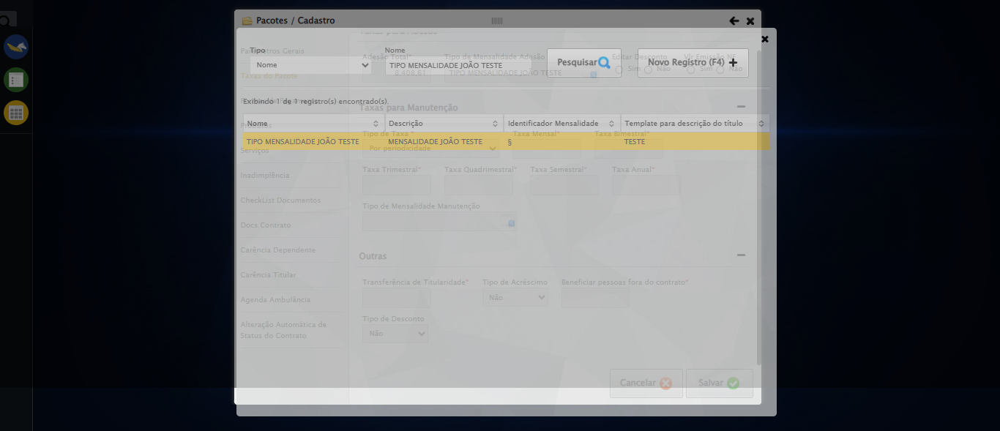 Pacotes / Cadastro
Taxas para Adesão
Tipo
Nome
Parâmetros Gerais
Adesão Total*
Tipo de Mensalidade Adesão
Editar Desconto
Vlr Emissão NF
Nome
TIPO MENSALIDADE JOÃO TESTE
Pesquisar
Novo Registro (F4)
Taxas do Pacote
8.408,61
TIPO MENSALIDADE JOÃO TESTE
Sim
Não
Sim
Não
Exibindo 1 de 1 registro(s) encontrado(s).
Taxas para Manutenção
Nome
Descrição
Identificador Mensalidade
Template para descrição do título
Tipo de Taxa *
Taxa Mensal*
Taxa Bimestral*
TIPO MENSALIDADE JOÃO TESTE
MENSALIDADE JOÃO TESTE
§
TESTE
Por periodicidade
Serviços
Taxa Trimestral*
Taxa Quadrimestral*
Taxa Semestral*
Taxa Anual*
Inadimplência
CheckList Documentos
Tipo de Mensalidade Manutenção
Docs Contrato
Carência Dependente
Outras
Carência Titular
Transferência de Titularidade*
Tipo de Acréscimo
Beneficiar pessoas fora do contrato*
Não
Agenda Ambulância
Alteração Automática de
Status do Contrato
Tipo de Desconto
Não
Cancelar
Salvar